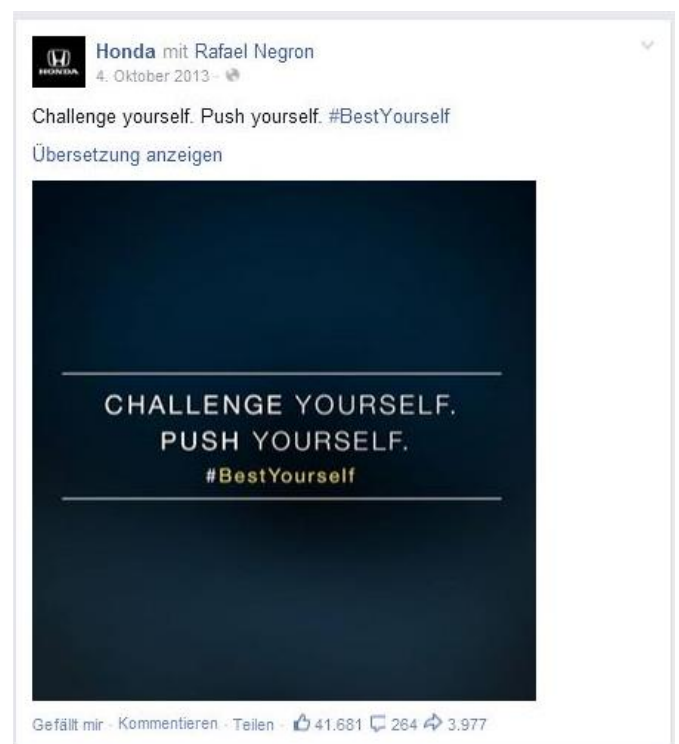 HONDA
Honda mit Rafael Negron
4. Oktober 2013 ·
Challenge yourself. Push yourself. #BestYourself
Übersetzung anzeigen
CHALLENGE YOURSELF.
PUSH YOURSELF.
#BestYourself
Gefällt mir · Kommentieren · Teilen · 41.681 264 3.977